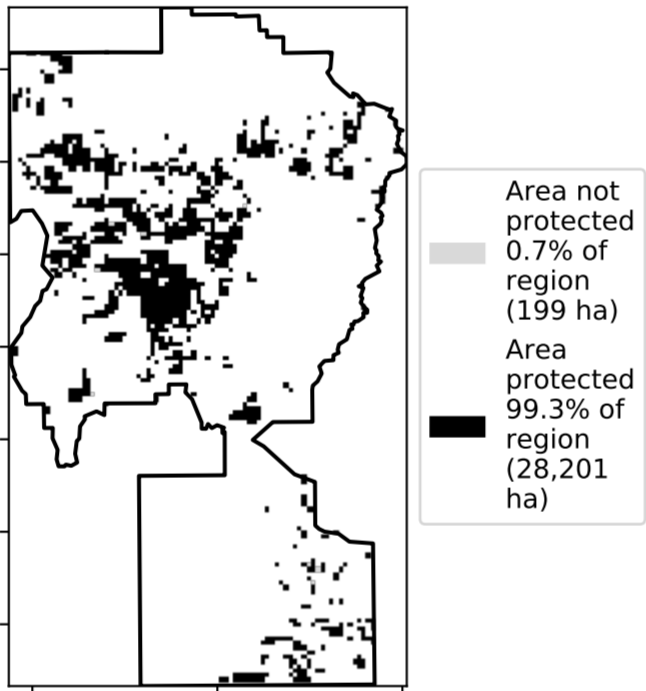 Area not
protected
0.7% of
region
(199 ha)
Area
protected
99.3% of
region
(28,201
ha)